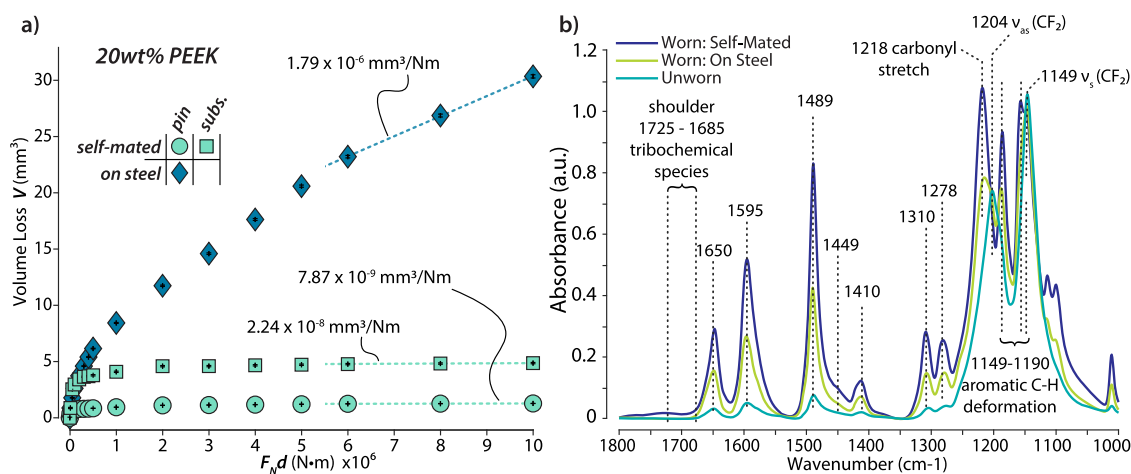 a)
20wt% PEEK
pin
subs.
self-mated
on steel
1.79 x 10⁻⁶ mm³/Nm
7.87 x 10⁻⁹ mm³/Nm
2.24 x 10⁻⁸ mm³/Nm
Volume Loss V (mm³)
30
25
20
15
10
5
0
0 1 2 3 4 5 6 7 8 9 10
F_N d (N•m) x10⁶
b)
Worn: Self-Mated
Worn: On Steel
Unworn
1204 νas (CF₂)
1218 carbonyl
stretch
1149 νs (CF₂)
shoulder
1725 - 1685
tribochemical
species
1489
1595
1650
1449
1410
1310
1278
1149-1190
aromatic C-H
deformation
Absorbance (a.u.)
1.2
1.0
0.8
0.6
0.4
0.2
0
1800 1700 1600 1500 1400 1300 1200 1100 1000
Wavenumber (cm-1)